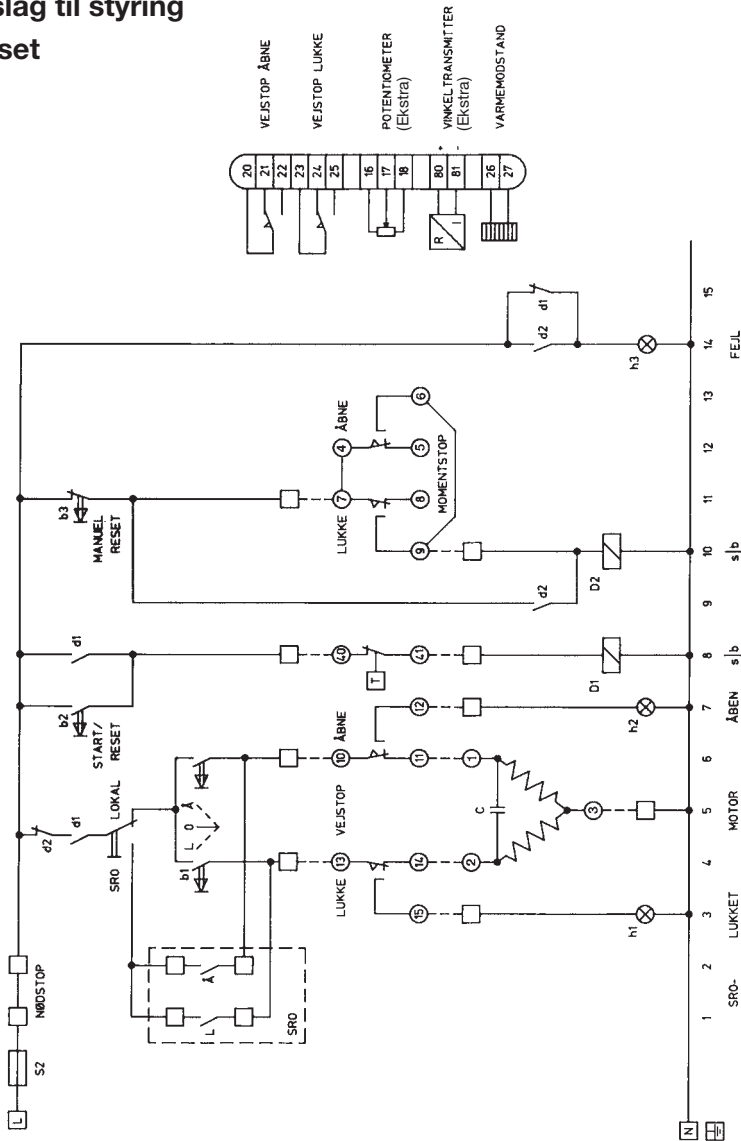 slag til styring
set
VEJSTOP ÅBNE
VEJSTOP LUKKE
POTENTIOMETER
(Ekstra)
VINKELTRANSMITTER
(Ekstra)
VARMEMODSTAND
20
21
22
23
24
25
16
17
18
80 +
81 -
26
27
R
I
L
S2
NØDSTOP
d2
d1
SRO
LOKAL
L 0 Å
b1
L
Å
SRO
b2
START/
RESET
d1
b3
MANUEL
RESET
LUKKE
VEJSTOP
ÅBNE
13
10
15
14
11
12
2
1
C
3
40
T
41
LUKKE
ÅBNE
7
4
9
8
5
6
MOMENTSTOP
d2
d2
d1
h1
h2
D1
D2
h3
N
1
2
3
4
5
6
7
8
9
10
11
12
13
14
15
SRO-
LUKKET
MOTOR
ÅBEN
s|b
s|b
FEJL